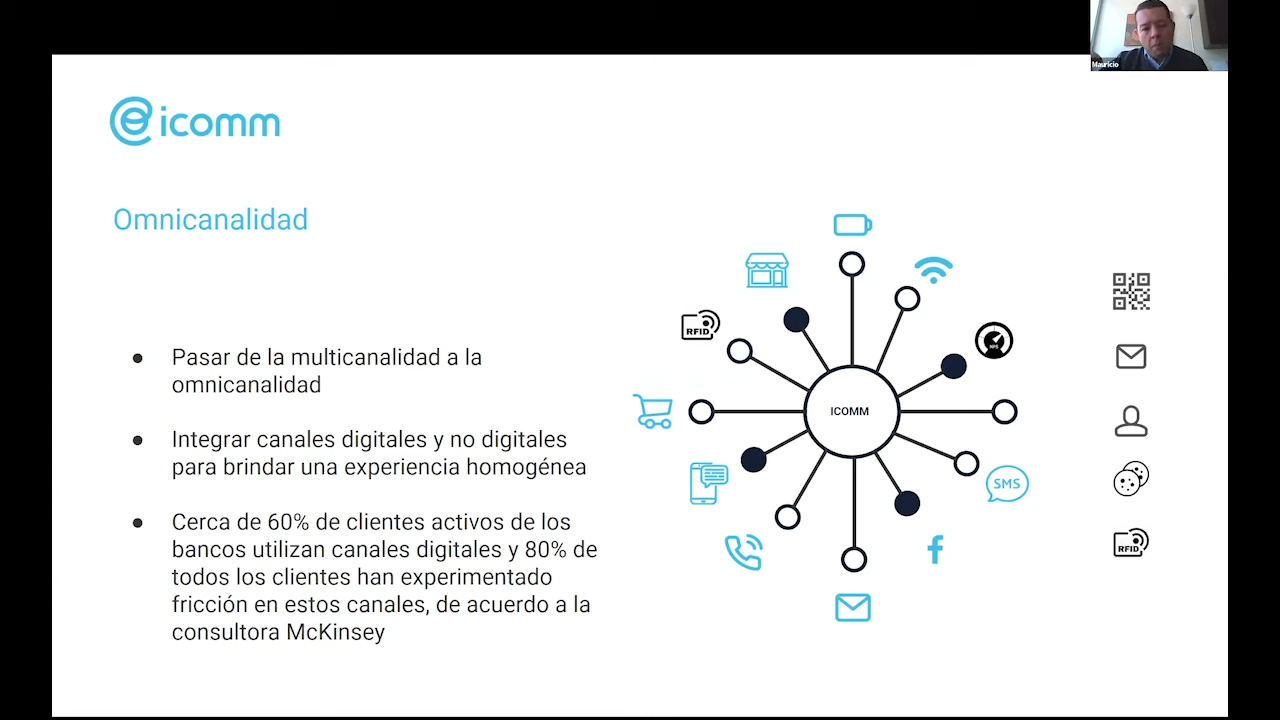 Mauricio
icomm
Omnicanalidad
● Pasar de la multicanalidad a la
omnicanalidad
● Integrar canales digitales y no digitales
para brindar una experiencia homogénea
● Cerca de 60% de clientes activos de los
bancos utilizan canales digitales y 80% de
todos los clientes han experimentado
fricción en estos canales, de acuerdo a la
consultora McKinsey
RFID
ICOMM
SMS
RFID